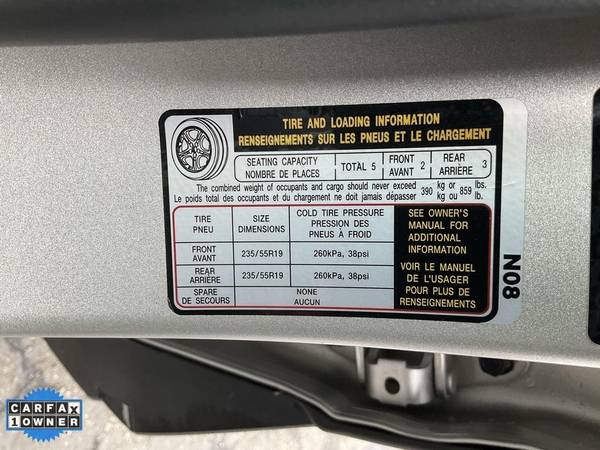 TIRE AND LOADING INFORMATION
RENSEIGNEMENTS SUR LES PNEUS ET LE CHARGEMENT
SEATING CAPACITY
NOMBRE DE PLACES
TOTAL 5
FRONT
AVANT 2
REAR
ARRIÈRE 3
The combined weight of occupants and cargo should never exceed 390 kg or 859 lbs.
Le poids total des occupants et du chargement ne doit jamais dépasser kg ou lb.
TIRE
PNEU
SIZE
DIMENSIONS
COLD TIRE PRESSURE
PRESSION DES
PNEUS À FROID
FRONT
AVANT
235/55R19
260kPa, 38psi
REAR
ARRIÈRE
235/55R19
260kPa, 38psi
SPARE
DE SECOURS
NONE
AUCUN
SEE OWNER'S
MANUAL FOR
ADDITIONAL
INFORMATION
VOIR LE MANUEL
DE L'USAGER
POUR PLUS DE
RENSEIGNEMENTS
N08
CARFAX
1 OWNER